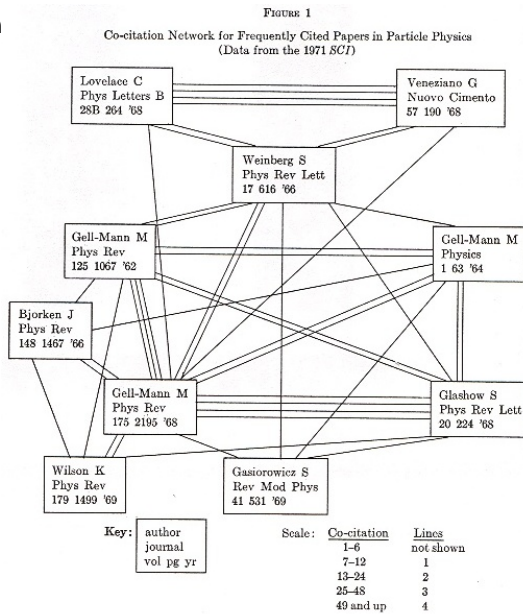 FIGURE 1
Co-citation Network for Frequently Cited Papers in Particle Physics
(Data from the 1971 SCI)
Lovelace C
Phys Letters B
28B 264 '68
Veneziano G
Nuovo Cimento
57 190 '68
Weinberg S
Phys Rev Lett
17 616 '66
Gell-Mann M
Phys Rev
125 1067 '62
Gell-Mann M
Physics
1 63 '64
Bjorken J
Phys Rev
148 1467 '66
Gell-Mann M
Phys Rev
175 2195 '68
Glashow S
Phys Rev Lett
20 224 '68
Wilson K
Phys Rev
179 1499 '69
Gasiorowicz S
Rev Mod Phys
41 531 '69
Key:
author
journal
vol pg yr
Scale: Co-citation Lines
1–6 not shown
7–12 1
13–24 2
25–48 3
49 and up 4